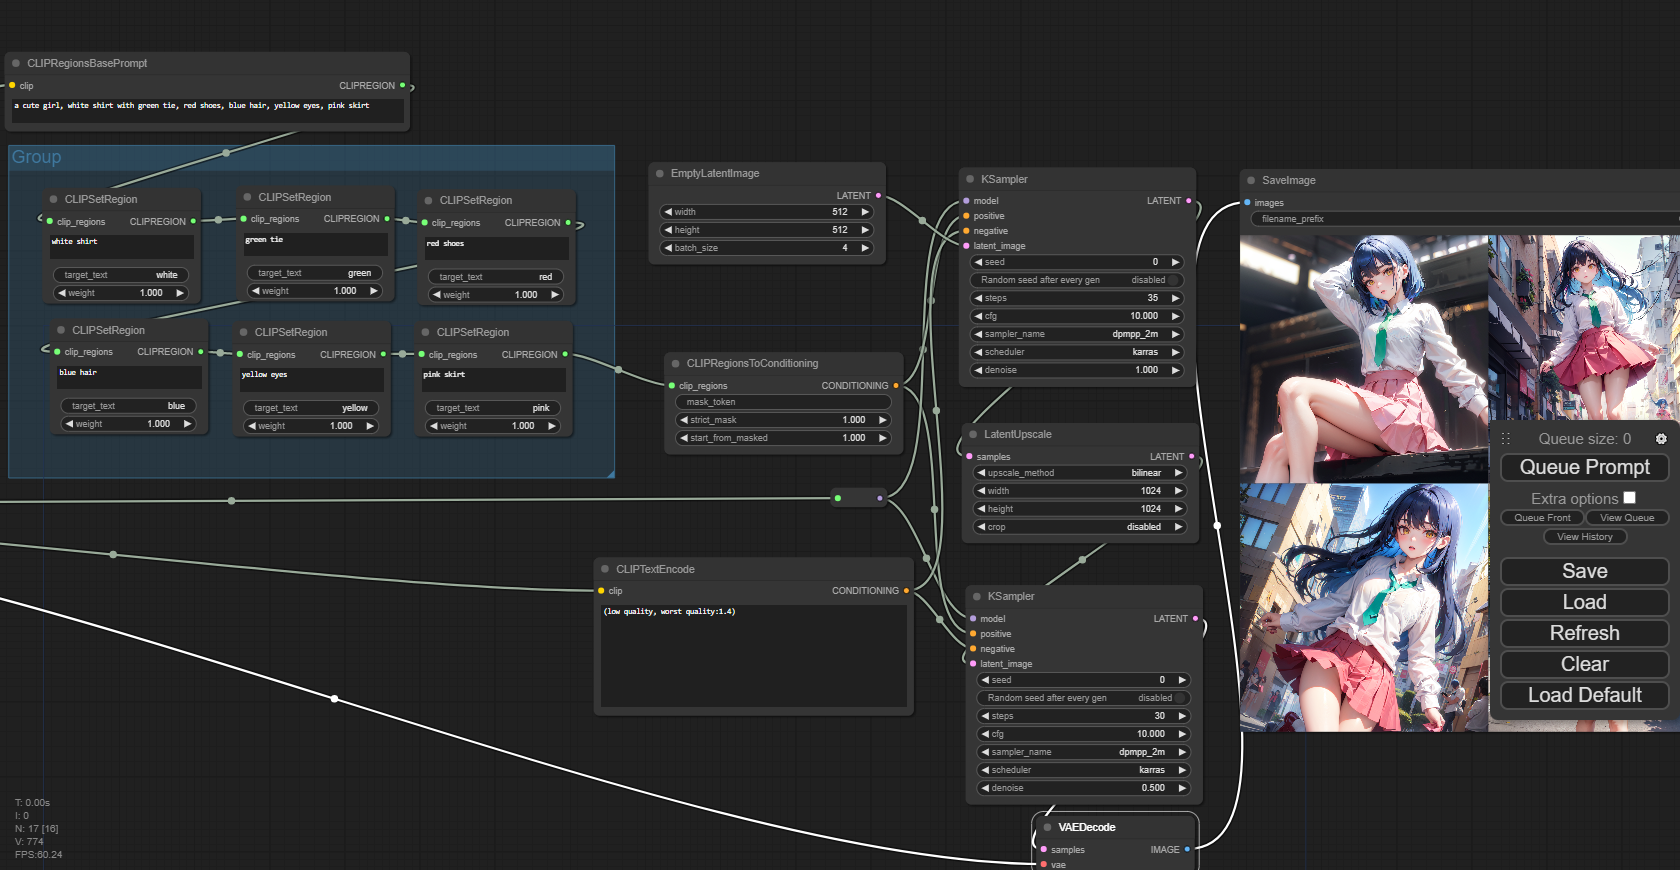 CLIPRegionsBasePrompt
clip CLIPREGION
a cute girl, white shirt with green tie, red shoes, blue hair, yellow eyes, pink skirt
Group
CLIPSetRegion
clip_regions CLIPREGION
white shirt
target_text white
weight 1.000
CLIPSetRegion
clip_regions CLIPREGION
green tie
target_text green
weight 1.000
CLIPSetRegion
clip_regions CLIPREGION
red shoes
target_text red
weight 1.000
CLIPSetRegion
clip_regions CLIPREGION
blue hair
target_text blue
weight 1.000
CLIPSetRegion
clip_regions CLIPREGION
yellow eyes
target_text yellow
weight 1.000
CLIPSetRegion
clip_regions CLIPREGION
pink skirt
target_text pink
weight 1.000
EmptyLatentImage
LATENT
width 512
height 512
batch_size 4
CLIPRegionsToConditioning
clip_regions CONDITIONING
mask_token
strict_mask 1.000
start_from_masked 1.000
CLIPTextEncode
clip CONDITIONING
(low quality, worst quality:1.4)
KSampler
model LATENT
positive
negative
latent_image
seed 0
Random seed after every gen disabled
steps 35
cfg 10.000
sampler_name dpmpp_2m
scheduler karras
denoise 1.000
LatentUpscale
samples LATENT
upscale_method bilinear
width 1024
height 1024
crop disabled
KSampler
model LATENT
positive
negative
latent_image
seed 0
Random seed after every gen disabled
steps 30
cfg 10.000
sampler_name dpmpp_2m
scheduler karras
denoise 0.500
VAEDecode
samples IMAGE
vae
SaveImage
images
filename_prefix
Queue size: 0
Queue Prompt
Extra options
Queue Front View Queue
View History
Save
Load
Refresh
Clear
Load Default
T: 0.00s
I: 0
N: 17 [16]
V: 774
FPS:60.24